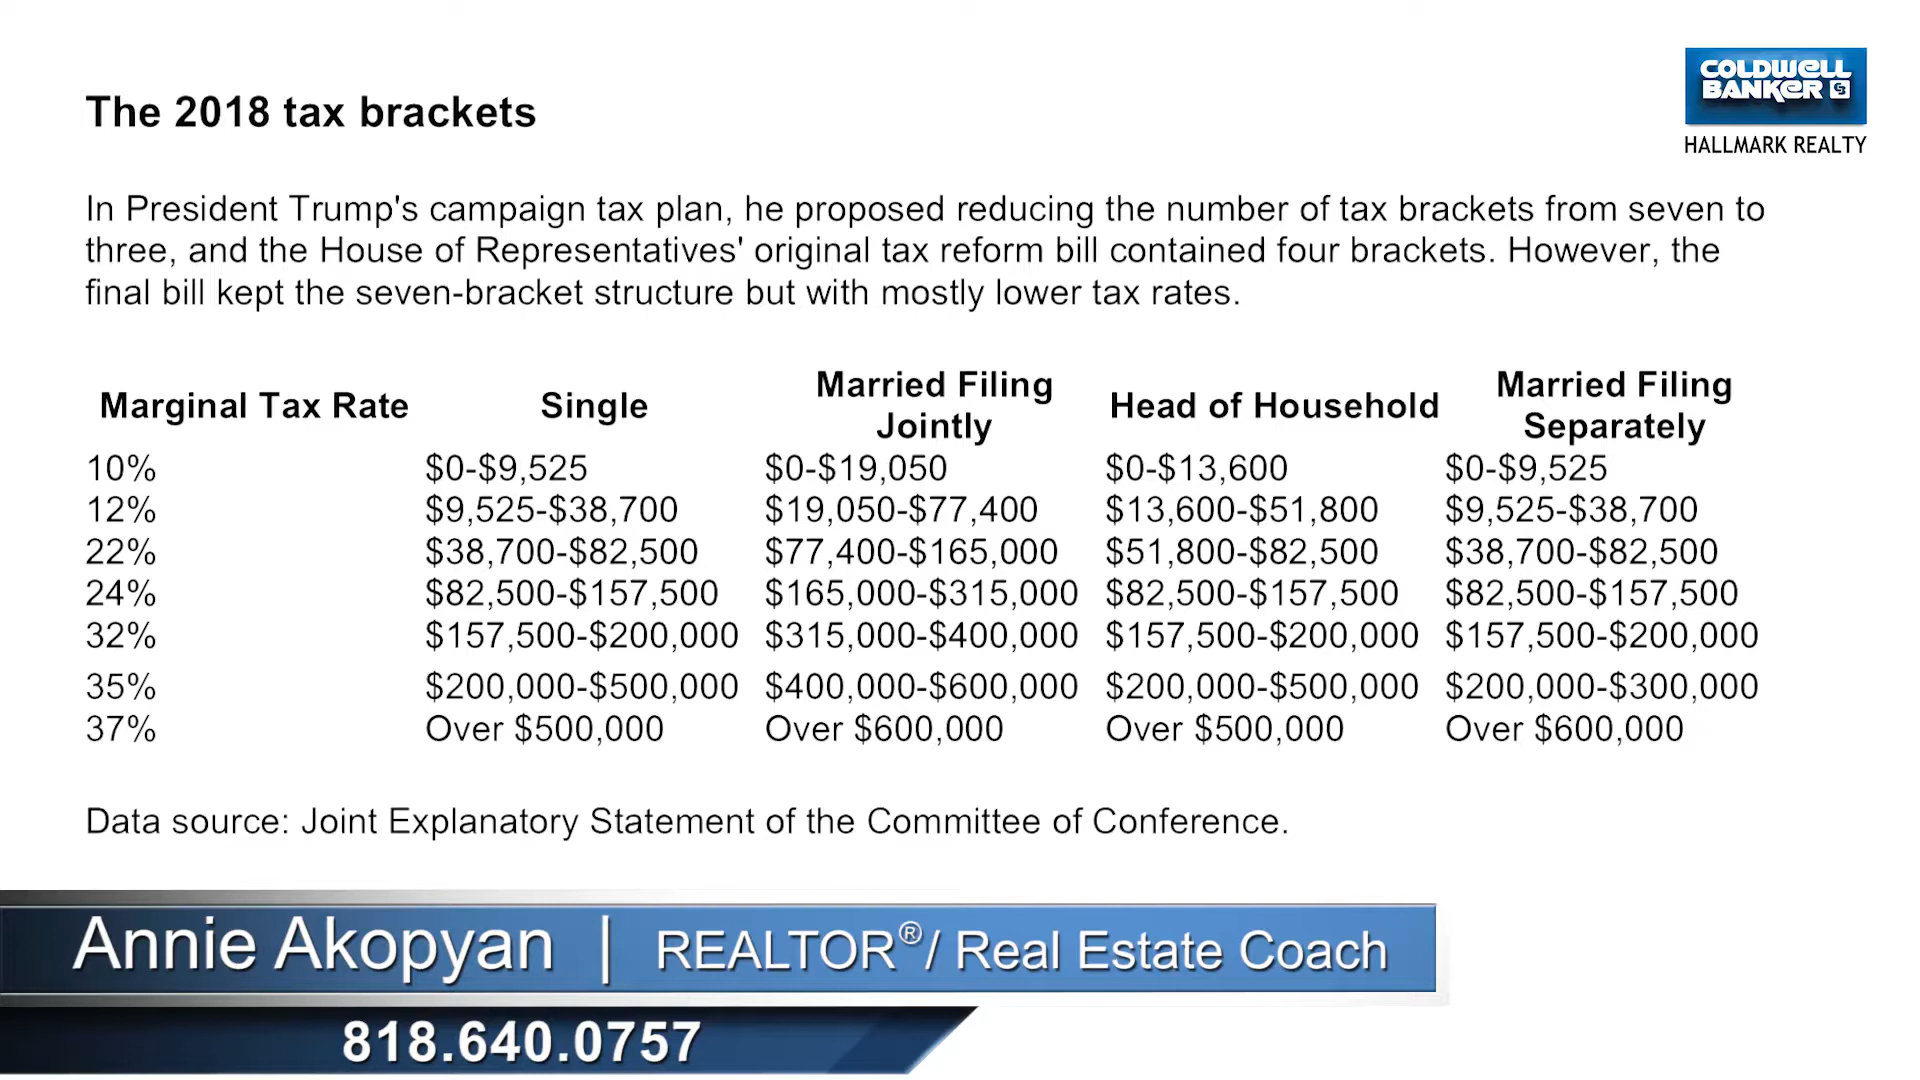 COLDWELL
BANKER CB
HALLMARK REALTY
The 2018 tax brackets
In President Trump's campaign tax plan, he proposed reducing the number of tax brackets from seven to
three, and the House of Representatives' original tax reform bill contained four brackets. However, the
final bill kept the seven-bracket structure but with mostly lower tax rates.
Marginal Tax Rate Single Married Filing Jointly Head of Household Married Filing Separately
10% $0-$9,525 $0-$19,050 $0-$13,600 $0-$9,525
12% $9,525-$38,700 $19,050-$77,400 $13,600-$51,800 $9,525-$38,700
22% $38,700-$82,500 $77,400-$165,000 $51,800-$82,500 $38,700-$82,500
24% $82,500-$157,500 $165,000-$315,000 $82,500-$157,500 $82,500-$157,500
32% $157,500-$200,000 $315,000-$400,000 $157,500-$200,000 $157,500-$200,000
35% $200,000-$500,000 $400,000-$600,000 $200,000-$500,000 $200,000-$300,000
37% Over $500,000 Over $600,000 Over $500,000 Over $600,000
Data source: Joint Explanatory Statement of the Committee of Conference.
Annie Akopyan | REALTOR®/ Real Estate Coach
818.640.0757